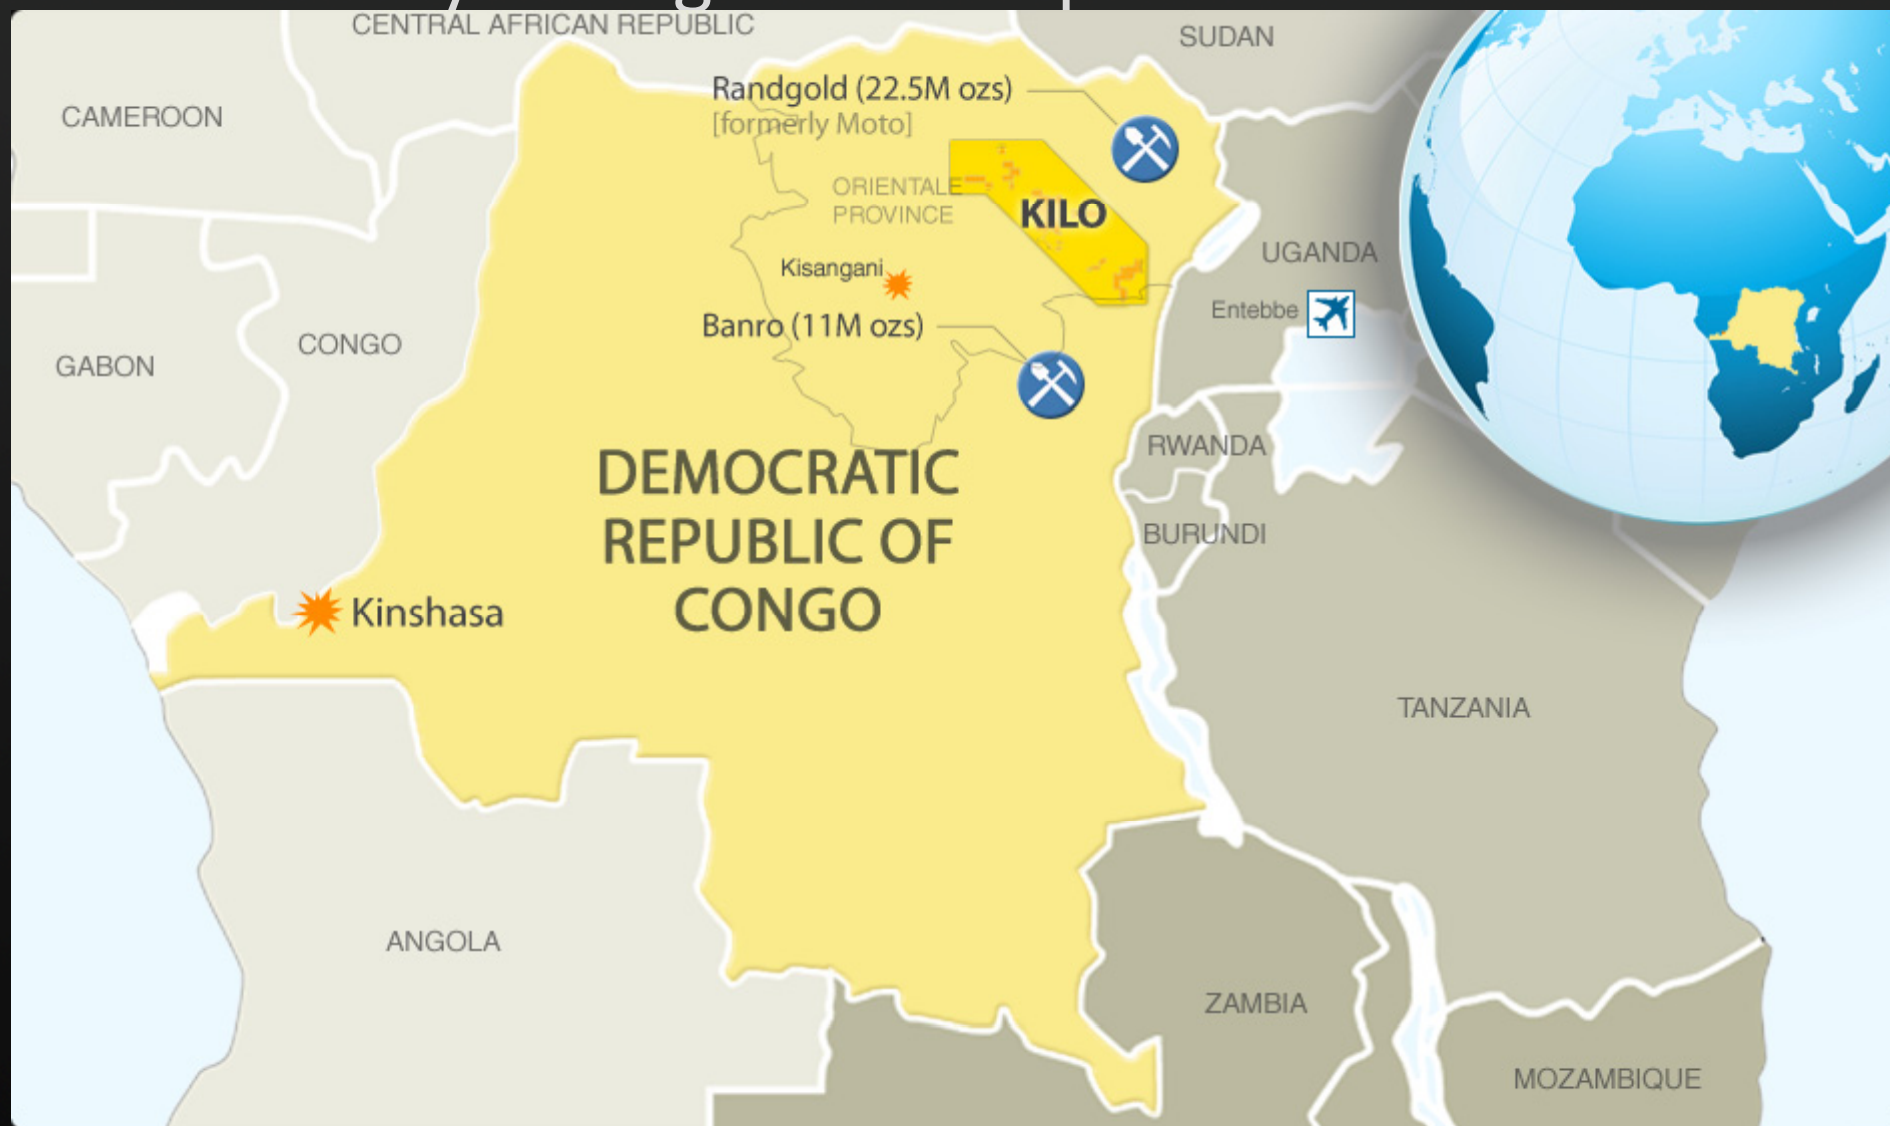 CENTRAL AFRICAN REPUBLIC
SUDAN
CAMEROON
Randgold (22.5M ozs)
[formerly Moto]
ORIENTALE
PROVINCE
KILO
UGANDA
Kisangani
Entebbe
Banro (11M ozs)
CONGO
GABON
RWANDA
DEMOCRATIC
REPUBLIC OF
CONGO
BURUNDI
Kinshasa
TANZANIA
ANGOLA
ZAMBIA
MOZAMBIQUE